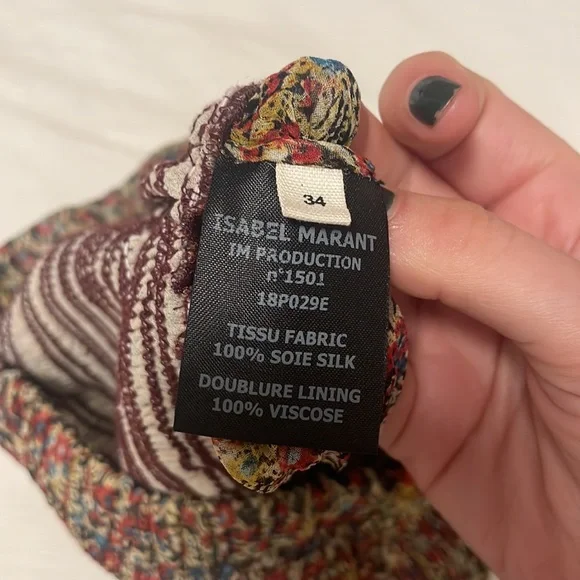 34
ISABEL MARANT
IM PRODUCTION
n°1501
18P029E
TISSU FABRIC
100% SOIE SILK
DOUBLURE LINING
100% VISCOSE